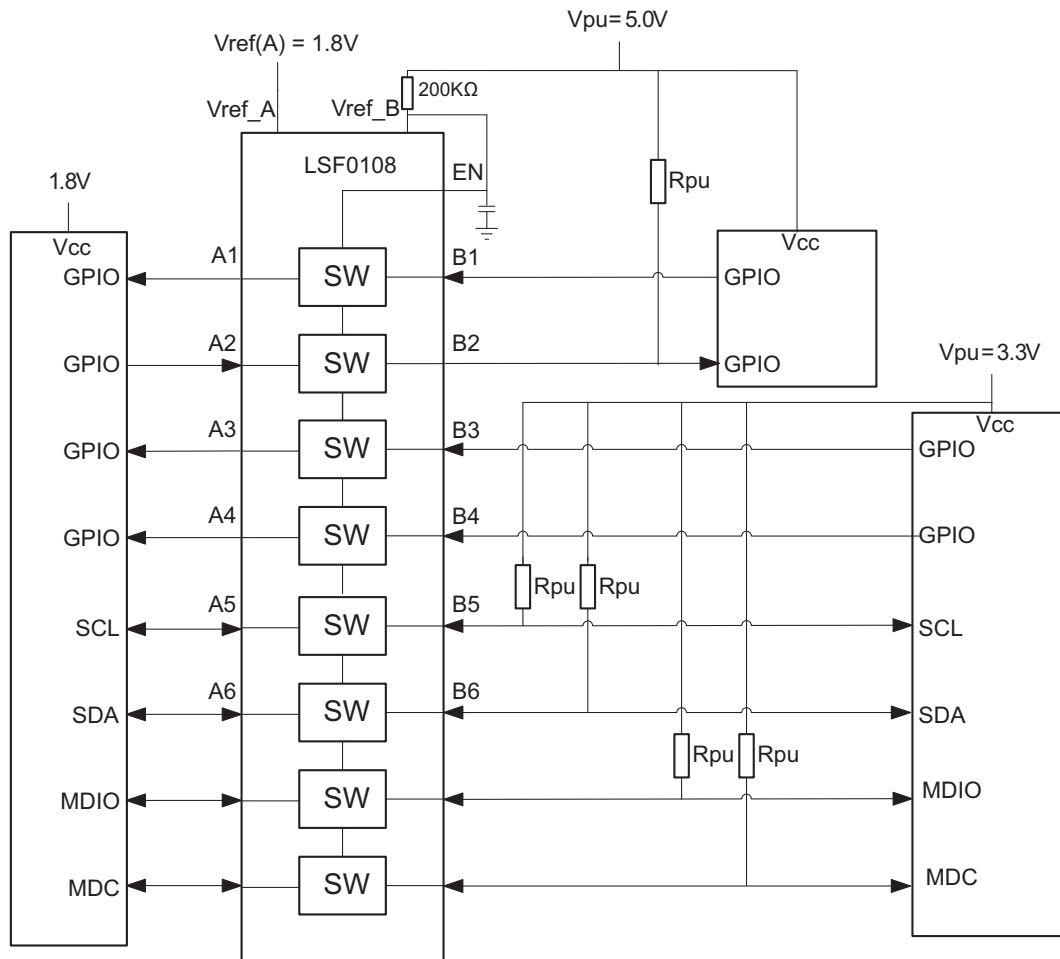 Vpu=5.0V
Vref(A) = 1.8V
200KΩ
Vref_A
Vref_B
LSF0108
EN
Rpu
1.8V
Vcc
Vcc
GPIO
A1
SW
B1
GPIO
GPIO
A2
SW
B2
GPIO
Vpu=3.3V
Vcc
GPIO
A3
SW
B3
GPIO
GPIO
A4
SW
B4
GPIO
Rpu
Rpu
SCL
A5
SW
B5
SCL
SDA
A6
SW
B6
SDA
Rpu
Rpu
MDIO
SW
MDIO
MDC
SW
MDC